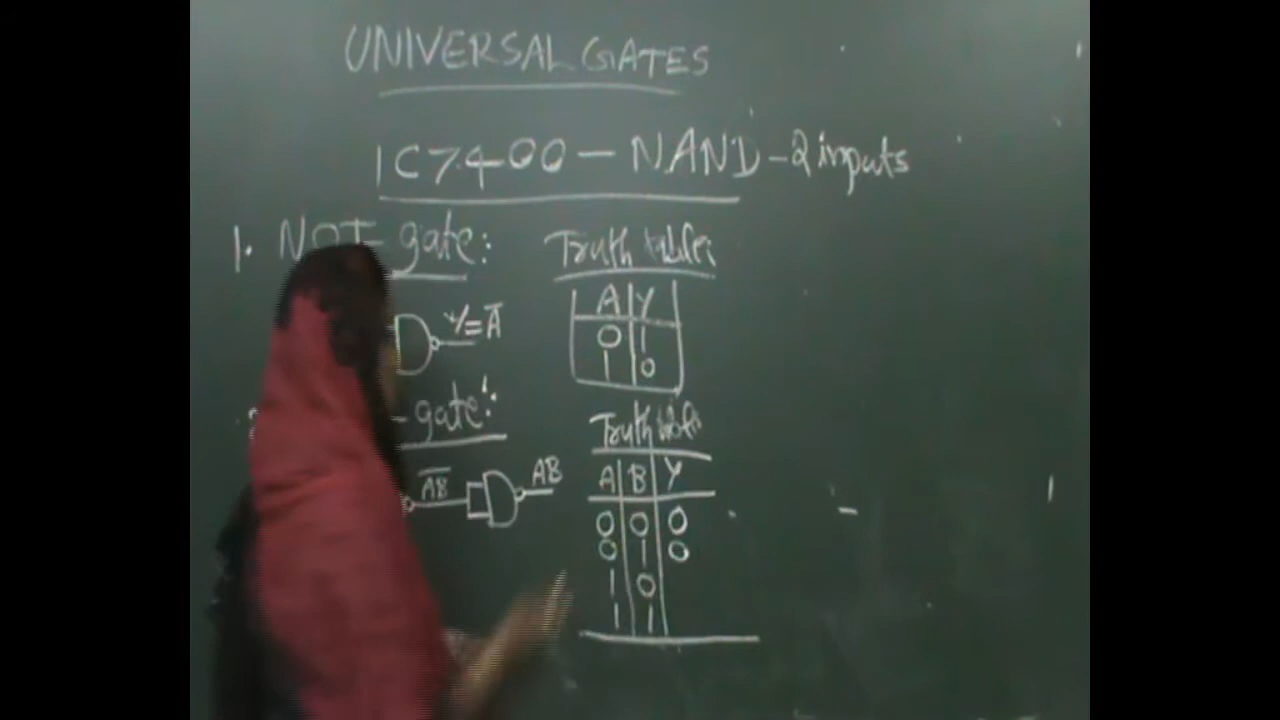 UNIVERSAL GATES
IC7400 - NAND - 2 inputs
1. NOT gate:
Y=A̅
Truth table:
A Y
0 1
1 0
-gate:
A̅B̅ AB
Truth table
A B Y
0 0 0
0 1 0
1 0
1 1